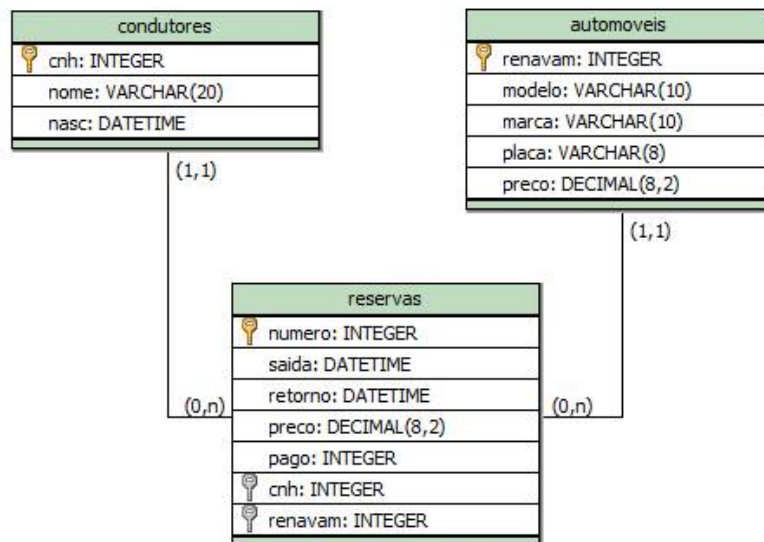 condutores
cnh: INTEGER
nome: VARCHAR(20)
nasc: DATETIME
(1,1)
automoveis
renavam: INTEGER
modelo: VARCHAR(10)
marca: VARCHAR(10)
placa: VARCHAR(8)
preco: DECIMAL(8,2)
(1,1)
reservas
numero: INTEGER
saida: DATETIME
retorno: DATETIME
preco: DECIMAL(8,2)
pago: INTEGER
cnh: INTEGER
renavam: INTEGER
(0,n)
(0,n)